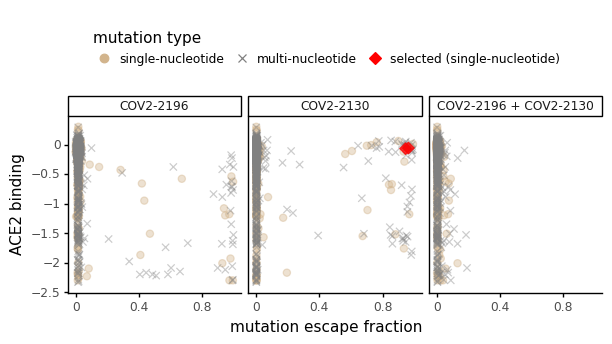 mutation type
single-nucleotide multi-nucleotide selected (single-nucleotide)
COV2-2196 COV2-2130 COV2-2196 + COV2-2130
ACE2 binding
0
−0.5
−1
−1.5
−2
−2.5
0 0.4 0.8 0 0.4 0.8 0 0.4 0.8
mutation escape fraction